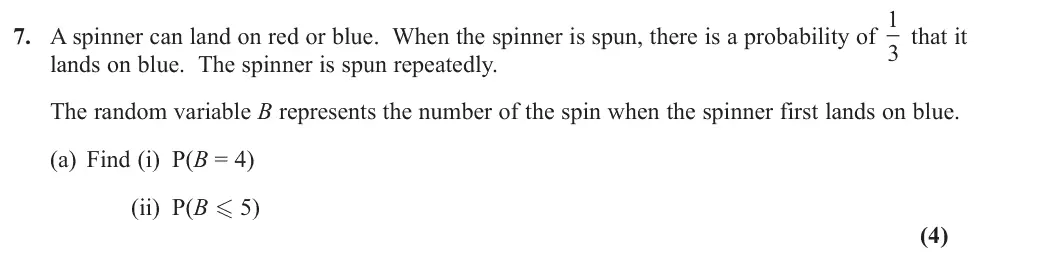 7. A spinner can land on red or blue. When the spinner is spun, there is a probability of 1/3 that it
lands on blue. The spinner is spun repeatedly.
The random variable B represents the number of the spin when the spinner first lands on blue.
(a) Find (i) P(B = 4)
(ii) P(B ⩽ 5)
(4)